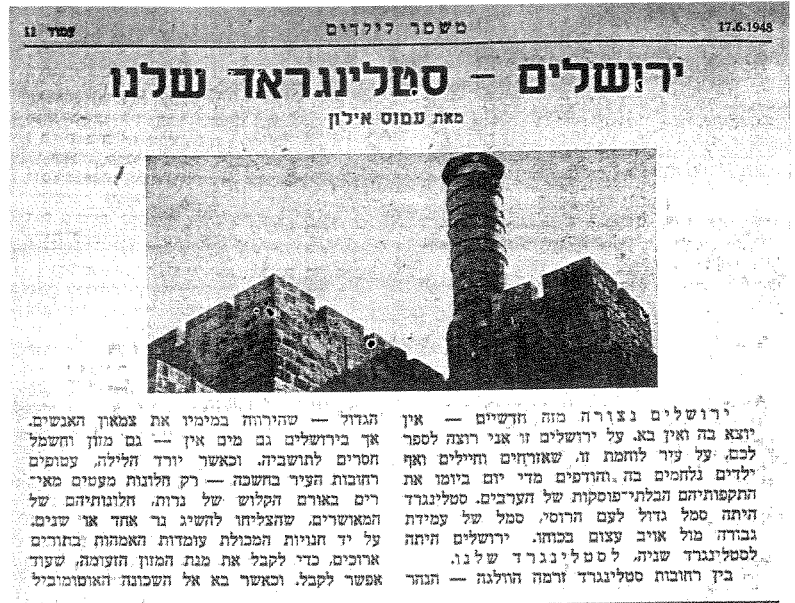 17.6.1948 משמר לילדים עמוד 11
ירושלים — סטלינגראד שלנו
מאת עמוס אילון
ירושלים נצורה מזה חדשיים — אין
יוצא בה ואין בא. על ירושלים זו אני רוצה לספר
לכם, על עיר לוחמת זו, שאזרחים וחיילים ואף
ילדים נלחמים בה והודפים מדי יום ביומו את
התקפותיהם הבלתי־פוסקות של הערבים. סטלינגרד
היתה סמל גדול לעם הרוסי, סמל של עמידת
גבורה מול אויב עצום בכוחו. ירושלים היתה
לסטלינגרד שניה, לסטלינגרד שלנו.
בין רחובות סטלינגרד זרמה הוולגה — הנהר
הגדול — שהירווה במימיו את צמאון האנשים.
אך בירושלים גם מים אין — גם מזון וחשמל
חסרים לתושביה. וכאשר יורד הלילה, עטופים
רחובות העיר בחשכה — רק חלונות מעטים מאי־
רים באורם הקלוש של נרות, חלונותיהם של
המאושרים, שהצליחו להשיג נר אחד או שנים.
על יד חנויות המכולת עומדות האמהות בתורים
ארוכים, כדי לקבל את מנת המזון הזעומה, שעוד
אפשר לקבל. וכאשר בא אל השכונה האוטומוביל